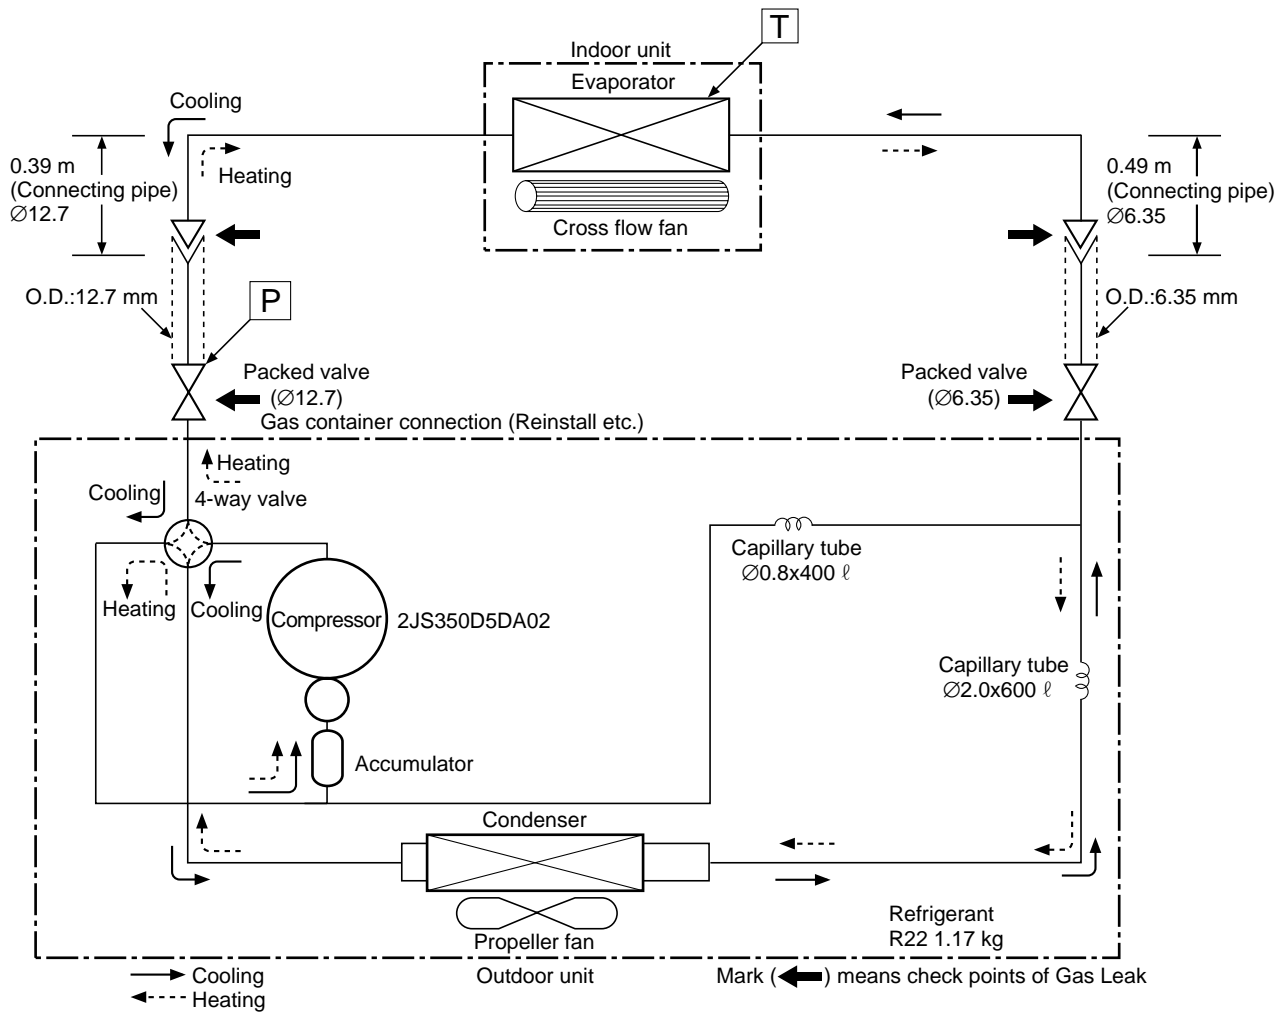 T
Indoor unit
Evaporator
Cooling
0.39 m
(Connecting pipe)
∅12.7
Heating
0.49 m
(Connecting pipe)
∅6.35
Cross flow fan
O.D.:12.7 mm
P
O.D.:6.35 mm
Packed valve
(∅12.7)
Packed valve
(∅6.35)
Gas container connection (Reinstall etc.)
Heating
Cooling
4-way valve
Capillary tube
∅0.8x400 ℓ
Heating
Cooling
Compressor
2JS350D5DA02
Capillary tube
∅2.0x600 ℓ
Accumulator
Condenser
Propeller fan
Refrigerant
R22 1.17 kg
Cooling
Heating
Outdoor unit
Mark ( ) means check points of Gas Leak